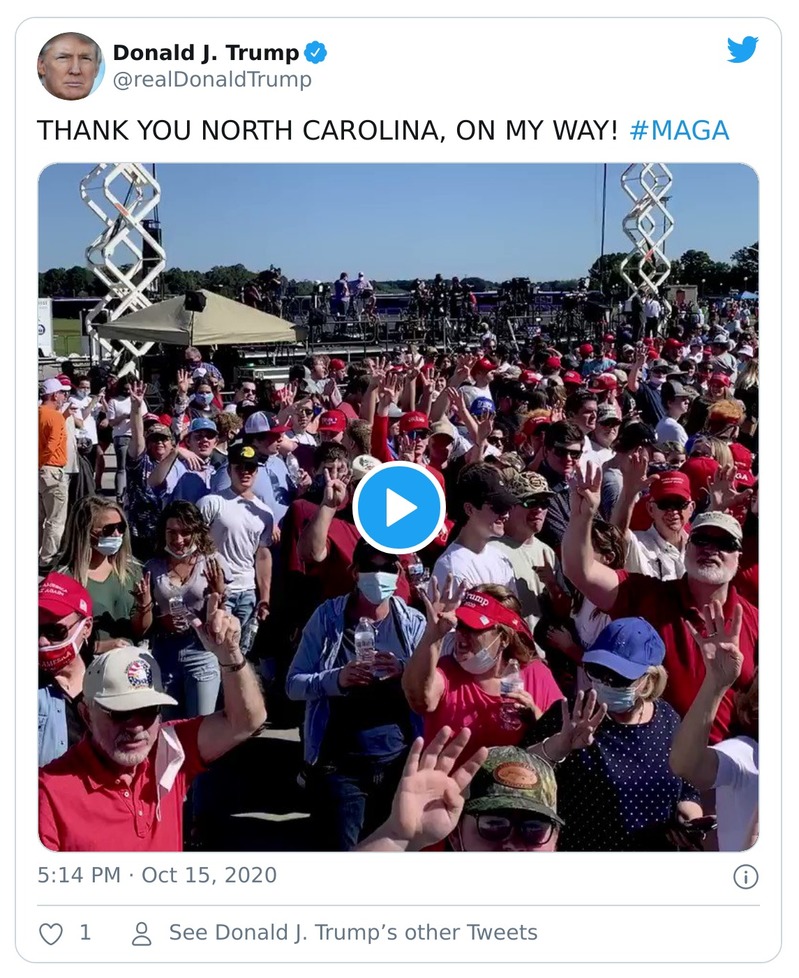 Donald J. Trump
@realDonaldTrump
THANK YOU NORTH CAROLINA, ON MY WAY! #MAGA
Trump
5:14 PM · Oct 15, 2020
1
See Donald J. Trump’s other Tweets